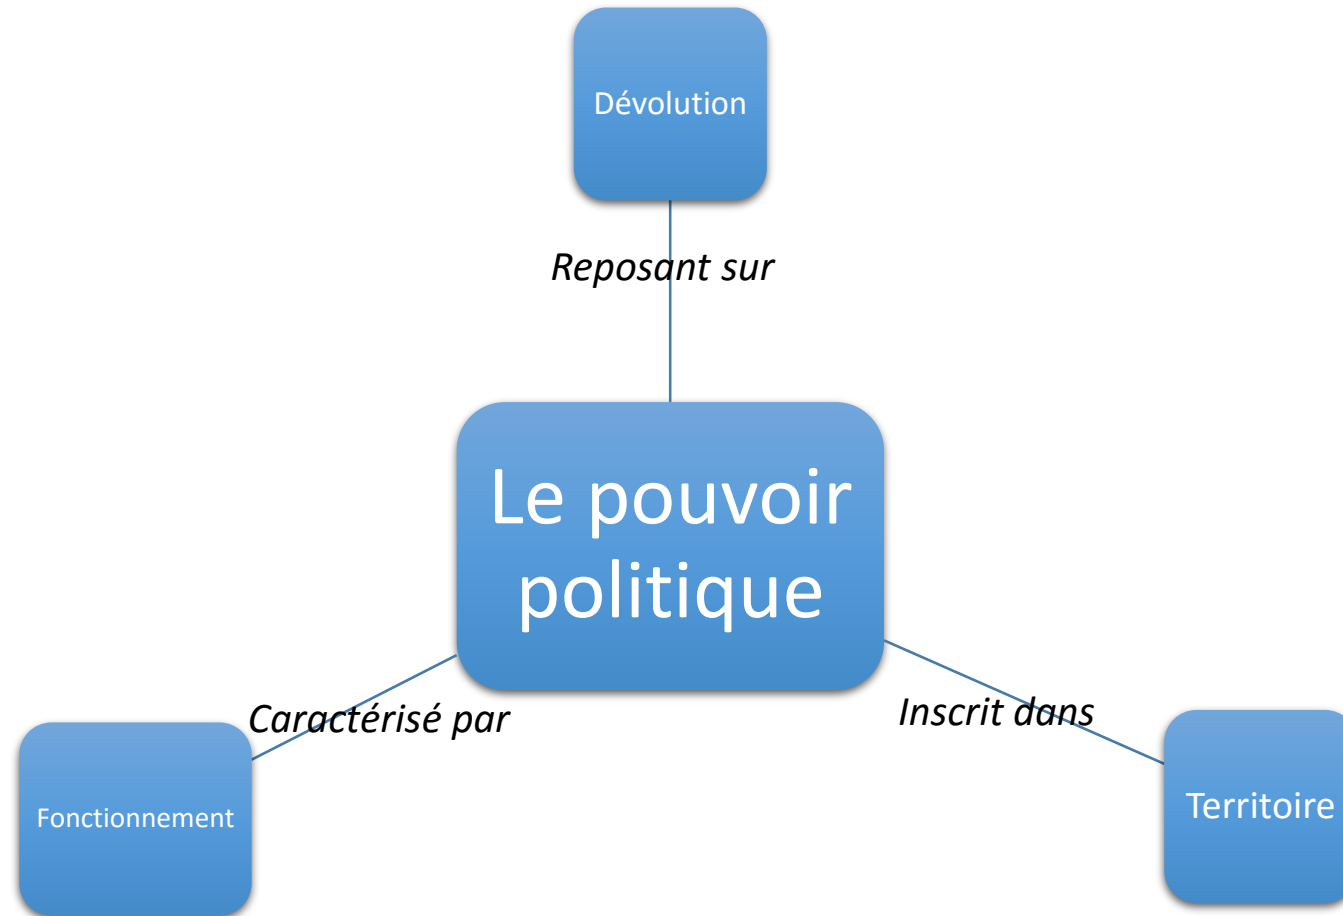 Dévolution
Reposant sur
Le pouvoir
politique
Caractérisé par
Inscrit dans
Fonctionnement
Territoire